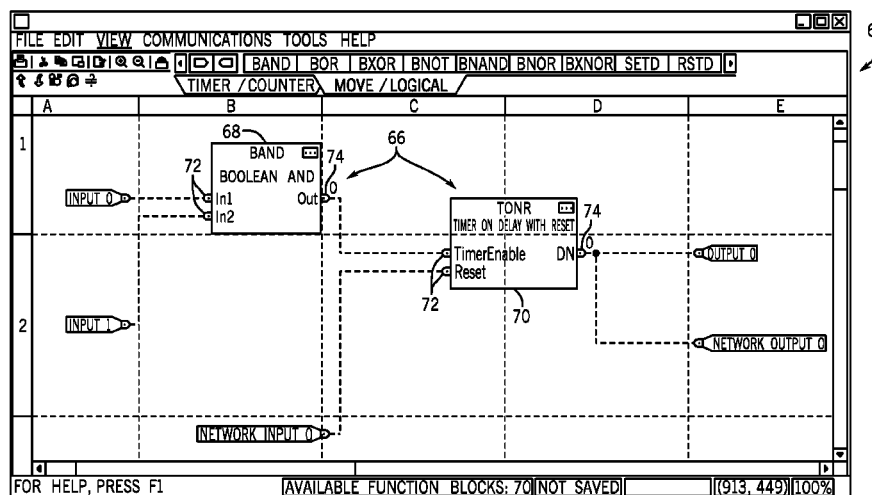 FILE EDIT VIEW COMMUNICATIONS TOOLS HELP
BAND BOR BXOR BNOT BNAND BNOR BXNOR SETD RSTD
TIMER / COUNTER MOVE / LOGICAL
A B C D E
1
68
BAND
BOOLEAN AND
72
74
0
66
INPUT 0
In1 Out
In2
TONR
TIMER ON DELAY WITH RESET
74
0
TimerEnable DN
Reset
OUTPUT 0
72
70
2
INPUT 1
NETWORK OUTPUT 0
NETWORK INPUT 0
FOR HELP, PRESS F1
AVAILABLE FUNCTION BLOCKS: 70 NOT SAVED (913, 449) 100%